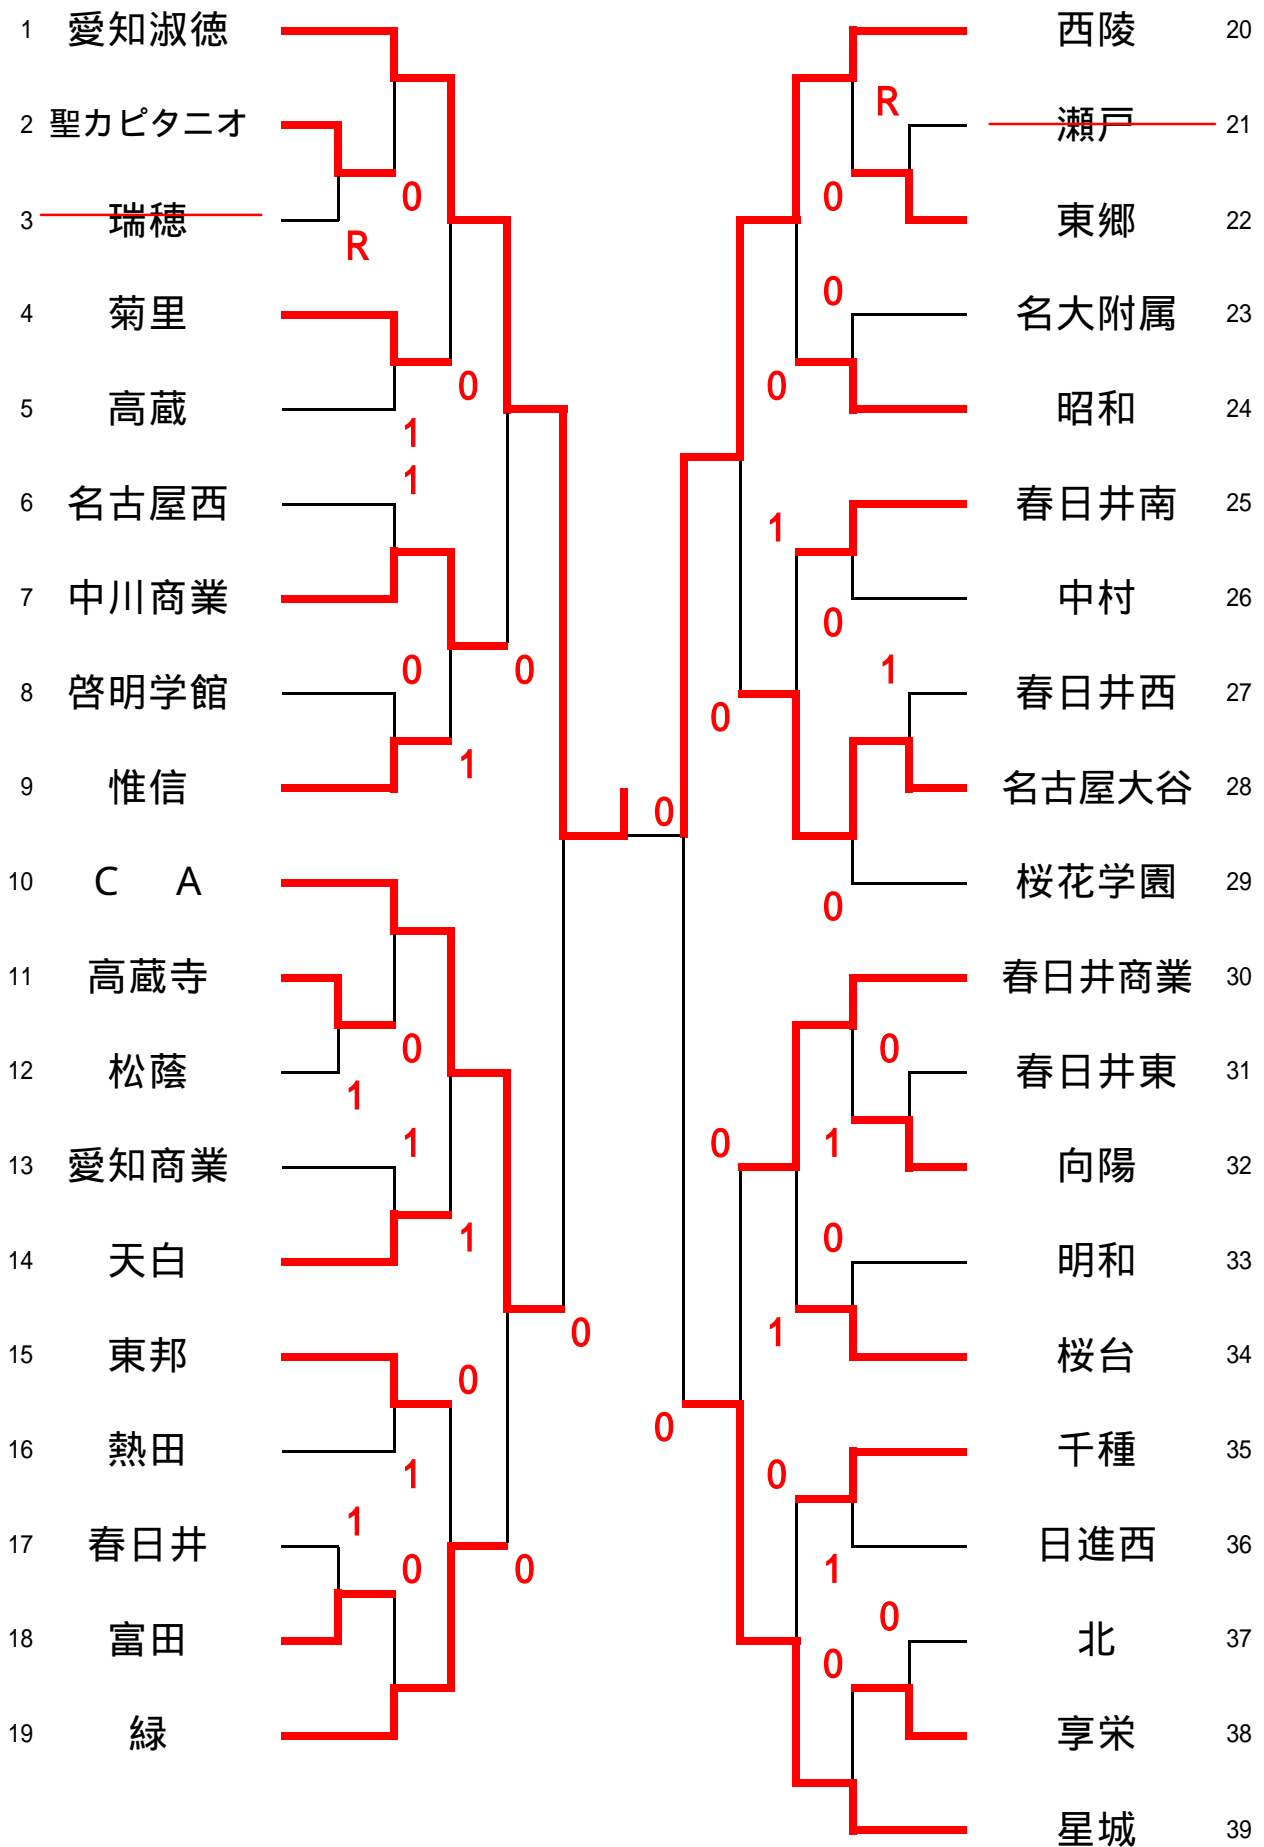 1 愛知淑徳
2 聖カピタニオ
0
3 瑞穂
R
4 菊里
0
5 高蔵
1
1
6 名古屋西
7 中川商業
0 0
8 啓明学館
1
9 惟信
10 C A
11 高蔵寺
0
12 松蔭
1
1
13 愛知商業
1
14 天白
0
15 東邦
0
16 熱田
1
1
17 春日井
0 0
18 富田
19 緑
0
西陵 20
R
瀬戸 21
0
東郷 22
0
名大附属 23
0
昭和 24
春日井南 25
1
中村 26
0
1
春日井西 27
0
名古屋大谷 28
桜花学園 29
0
春日井商業 30
0
春日井東 31
0 1
向陽 32
0
明和 33
1
桜台 34
0
千種 35
0
日進西 36
1
0
北 37
0
享栄 38
星城 39